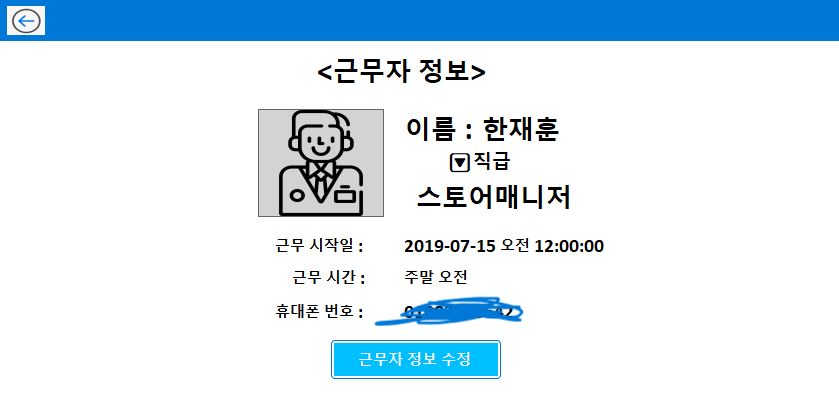 <근무자 정보>
이름 : 한재훈
직급
스토어매니저
근무 시작일 : 2019-07-15 오전 12:00:00
근무 시간 : 주말 오전
휴대폰 번호 :
근무자 정보 수정